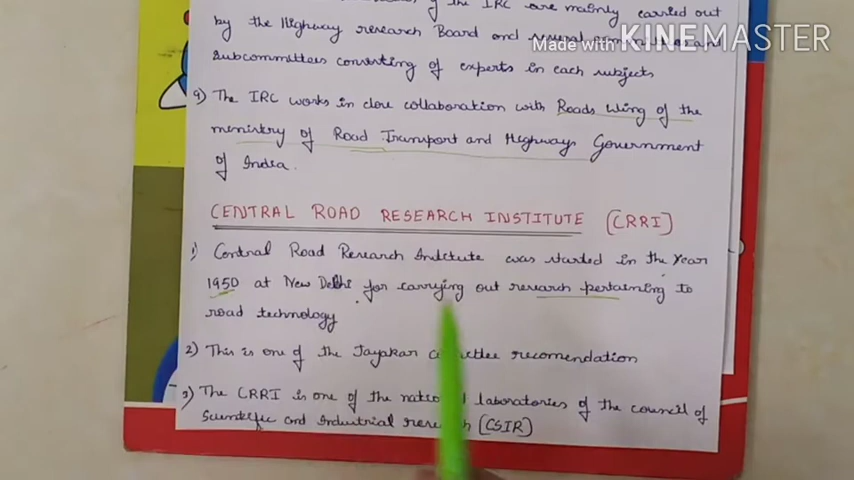 of the IRC are mainly carried out
by the Highway research Board and and
Made with KINEMASTER
subcommittees consisting of experts in each subjects
9) The IRC works in close collaboration with Roads wing of the
ministry of Road Transport and Highways Government
of India.
CENTRAL ROAD RESEARCH INSTITUTE [CRRI]
1) Central Road Research Institute was started in the year
1950 at New Delhi for carrying out research pertaining to
road technology
2) This is one of the Jayakar recomendation
3) The CRRI is one of the national laboratories of the council of
Scientific and Industrial research [CSIR]